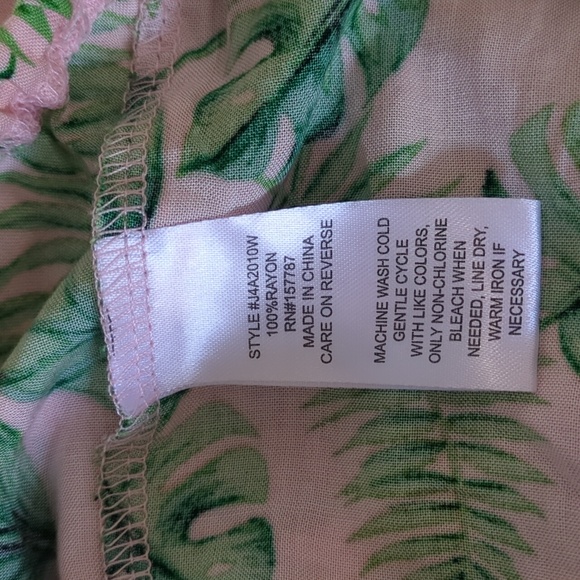 STYLE #J4A2010W
100%RAYON
RN#157787
MADE IN CHINA
CARE ON REVERSE
MACHINE WASH COLD
GENTLE CYCLE
WITH LIKE COLORS,
ONLY NON-CHLORINE
BLEACH WHEN
NEEDED, LINE DRY,
WARM IRON IF
NECESSARY